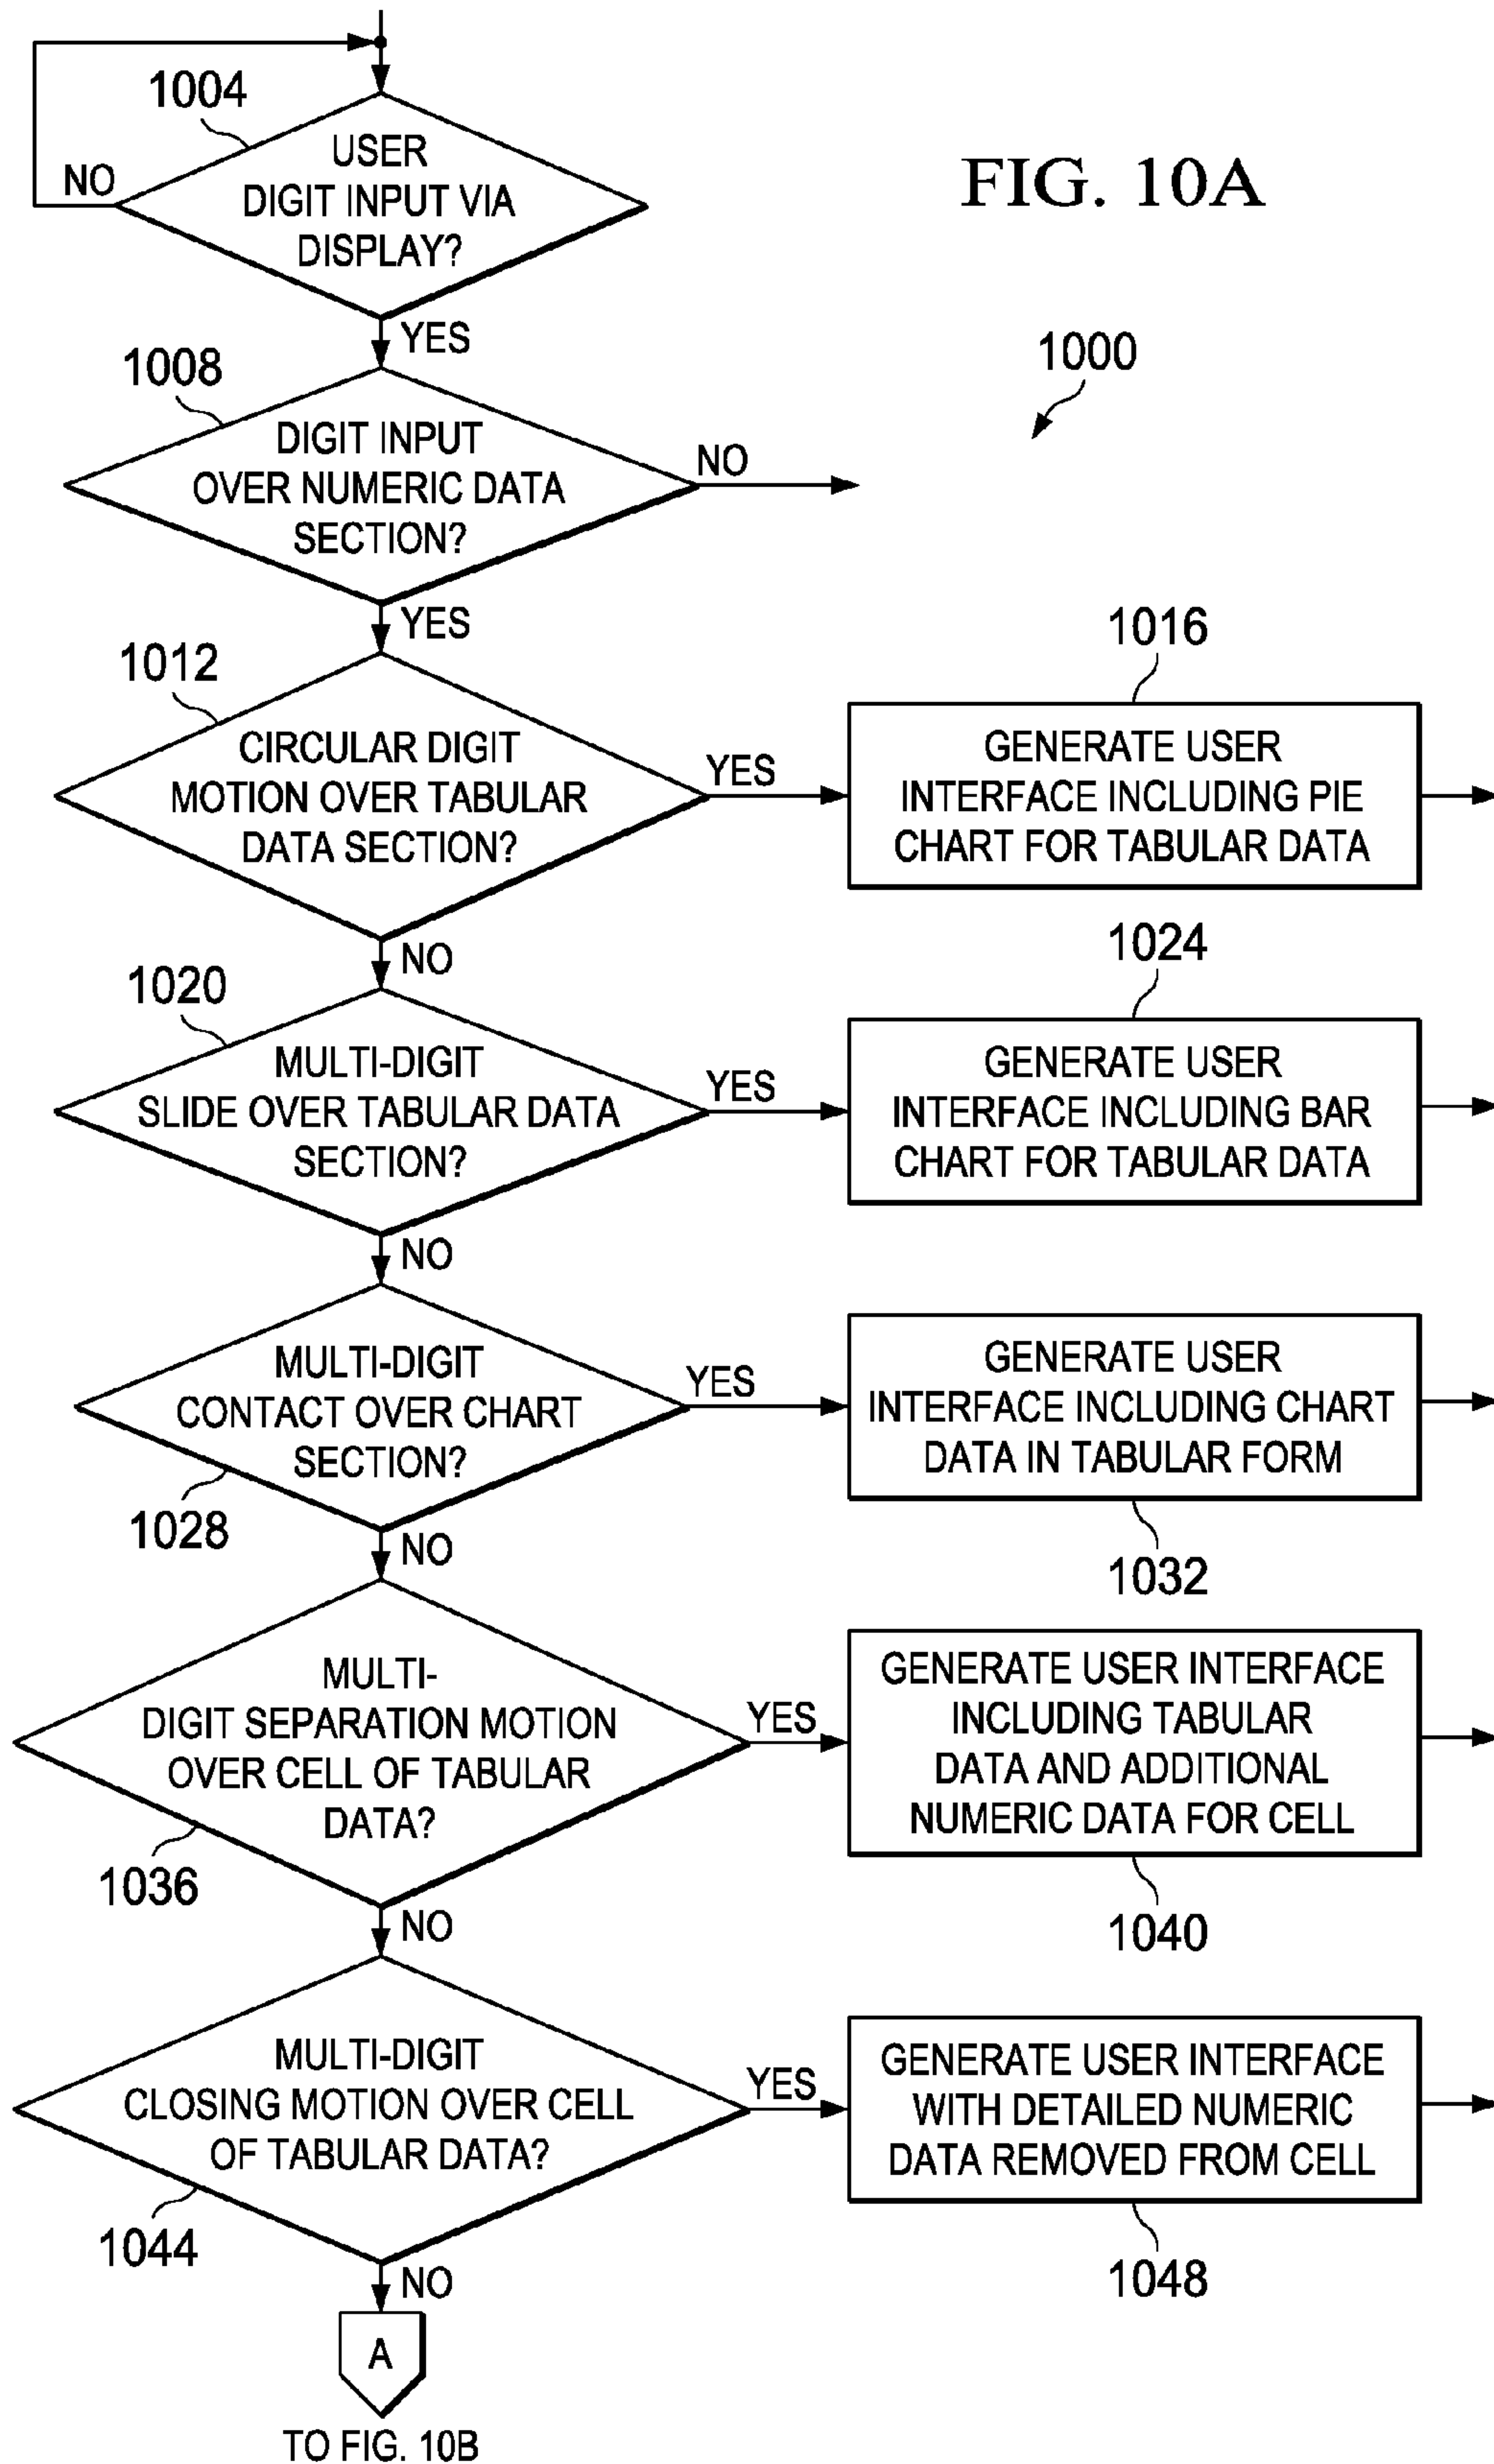 FIG. 10A
1000
1004
USER
DIGIT INPUT VIA
DISPLAY?
NO
YES
1008
DIGIT INPUT
OVER NUMERIC DATA
SECTION?
NO
YES
1012
CIRCULAR DIGIT
MOTION OVER TABULAR
DATA SECTION?
YES
1016
GENERATE USER
INTERFACE INCLUDING PIE
CHART FOR TABULAR DATA
NO
1020
MULTI-DIGIT
SLIDE OVER TABULAR DATA
SECTION?
YES
1024
GENERATE USER
INTERFACE INCLUDING BAR
CHART FOR TABULAR DATA
NO
MULTI-DIGIT
CONTACT OVER CHART
SECTION?
1028
YES
GENERATE USER
INTERFACE INCLUDING CHART
DATA IN TABULAR FORM
1032
NO
MULTI-
DIGIT SEPARATION MOTION
OVER CELL OF TABULAR
DATA?
1036
YES
GENERATE USER INTERFACE
INCLUDING TABULAR
DATA AND ADDITIONAL
NUMERIC DATA FOR CELL
1040
NO
MULTI-DIGIT
CLOSING MOTION OVER CELL
OF TABULAR DATA?
1044
YES
GENERATE USER INTERFACE
WITH DETAILED NUMERIC
DATA REMOVED FROM CELL
1048
NO
A
TO FIG. 10B